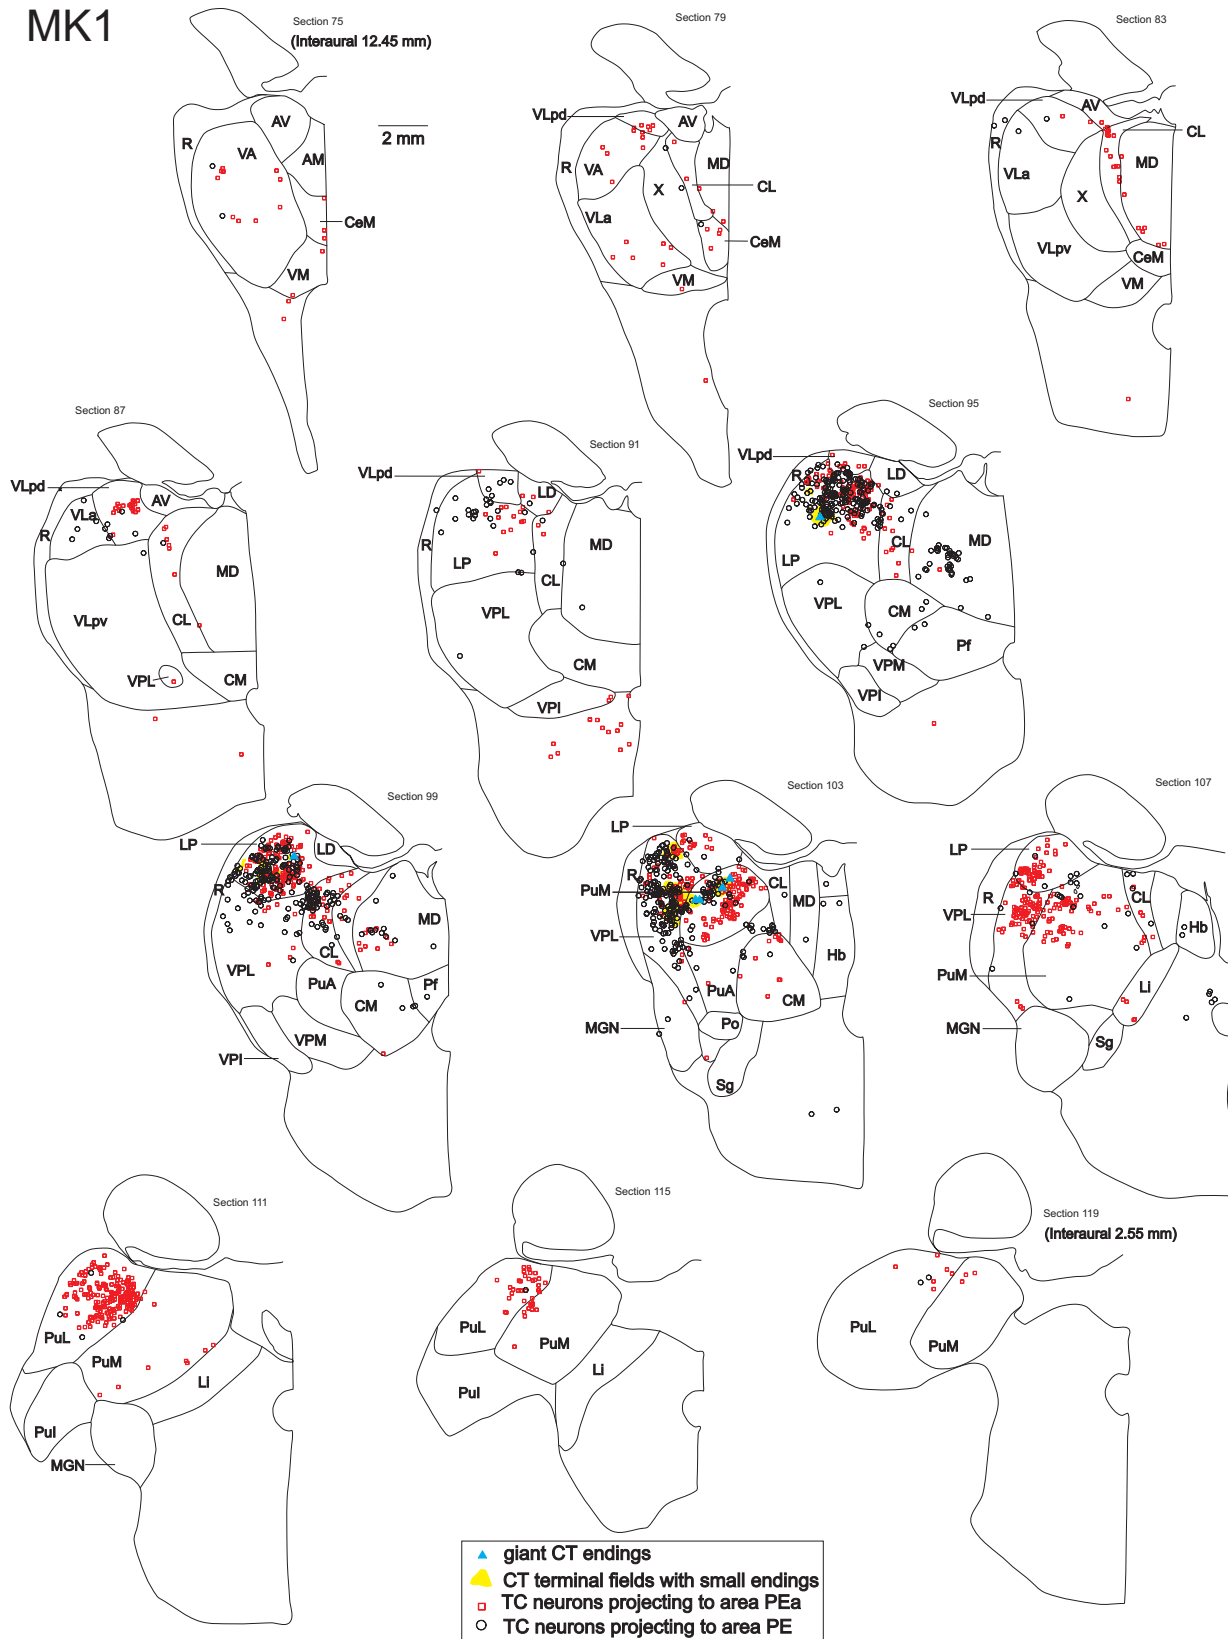 MK1
Section 75
(Interaural 12.45 mm)
R
VA
AV
AM
CeM
VM
2 mm
Section 79
VLpd
AV
R
VA
MD
X
CL
VLa
CeM
VM
Section 83
VLpd
AV
CL
R
VLa
MD
X
VLpv
CeM
VM
Section 87
VLpd
AV
VLa
R
MD
VLpv
CL
VPL
CM
Section 91
VLpd
LD
R
LP
MD
CL
VPL
CM
VPI
Section 95
VLpd
R
LD
LP
CL
MD
VPL
CM
Pf
VPM
VPI
Section 99
LP
LD
R
MD
CL
VPL
PuA
Pf
CM
VPM
VPI
Section 103
LP
R
CL
PuM
MD
VPL
Hb
PuA
CM
Po
MGN
Sg
Section 107
LP
R
CL
VPL
Hb
PuM
Li
MGN
Sg
Section 111
PuL
PuM
Li
PuI
MGN
Section 115
PuL
PuM
Li
PuI
Section 119
(Interaural 2.55 mm)
PuL
PuM
giant CT endings
CT terminal fields with small endings
TC neurons projecting to area PEa
TC neurons projecting to area PE